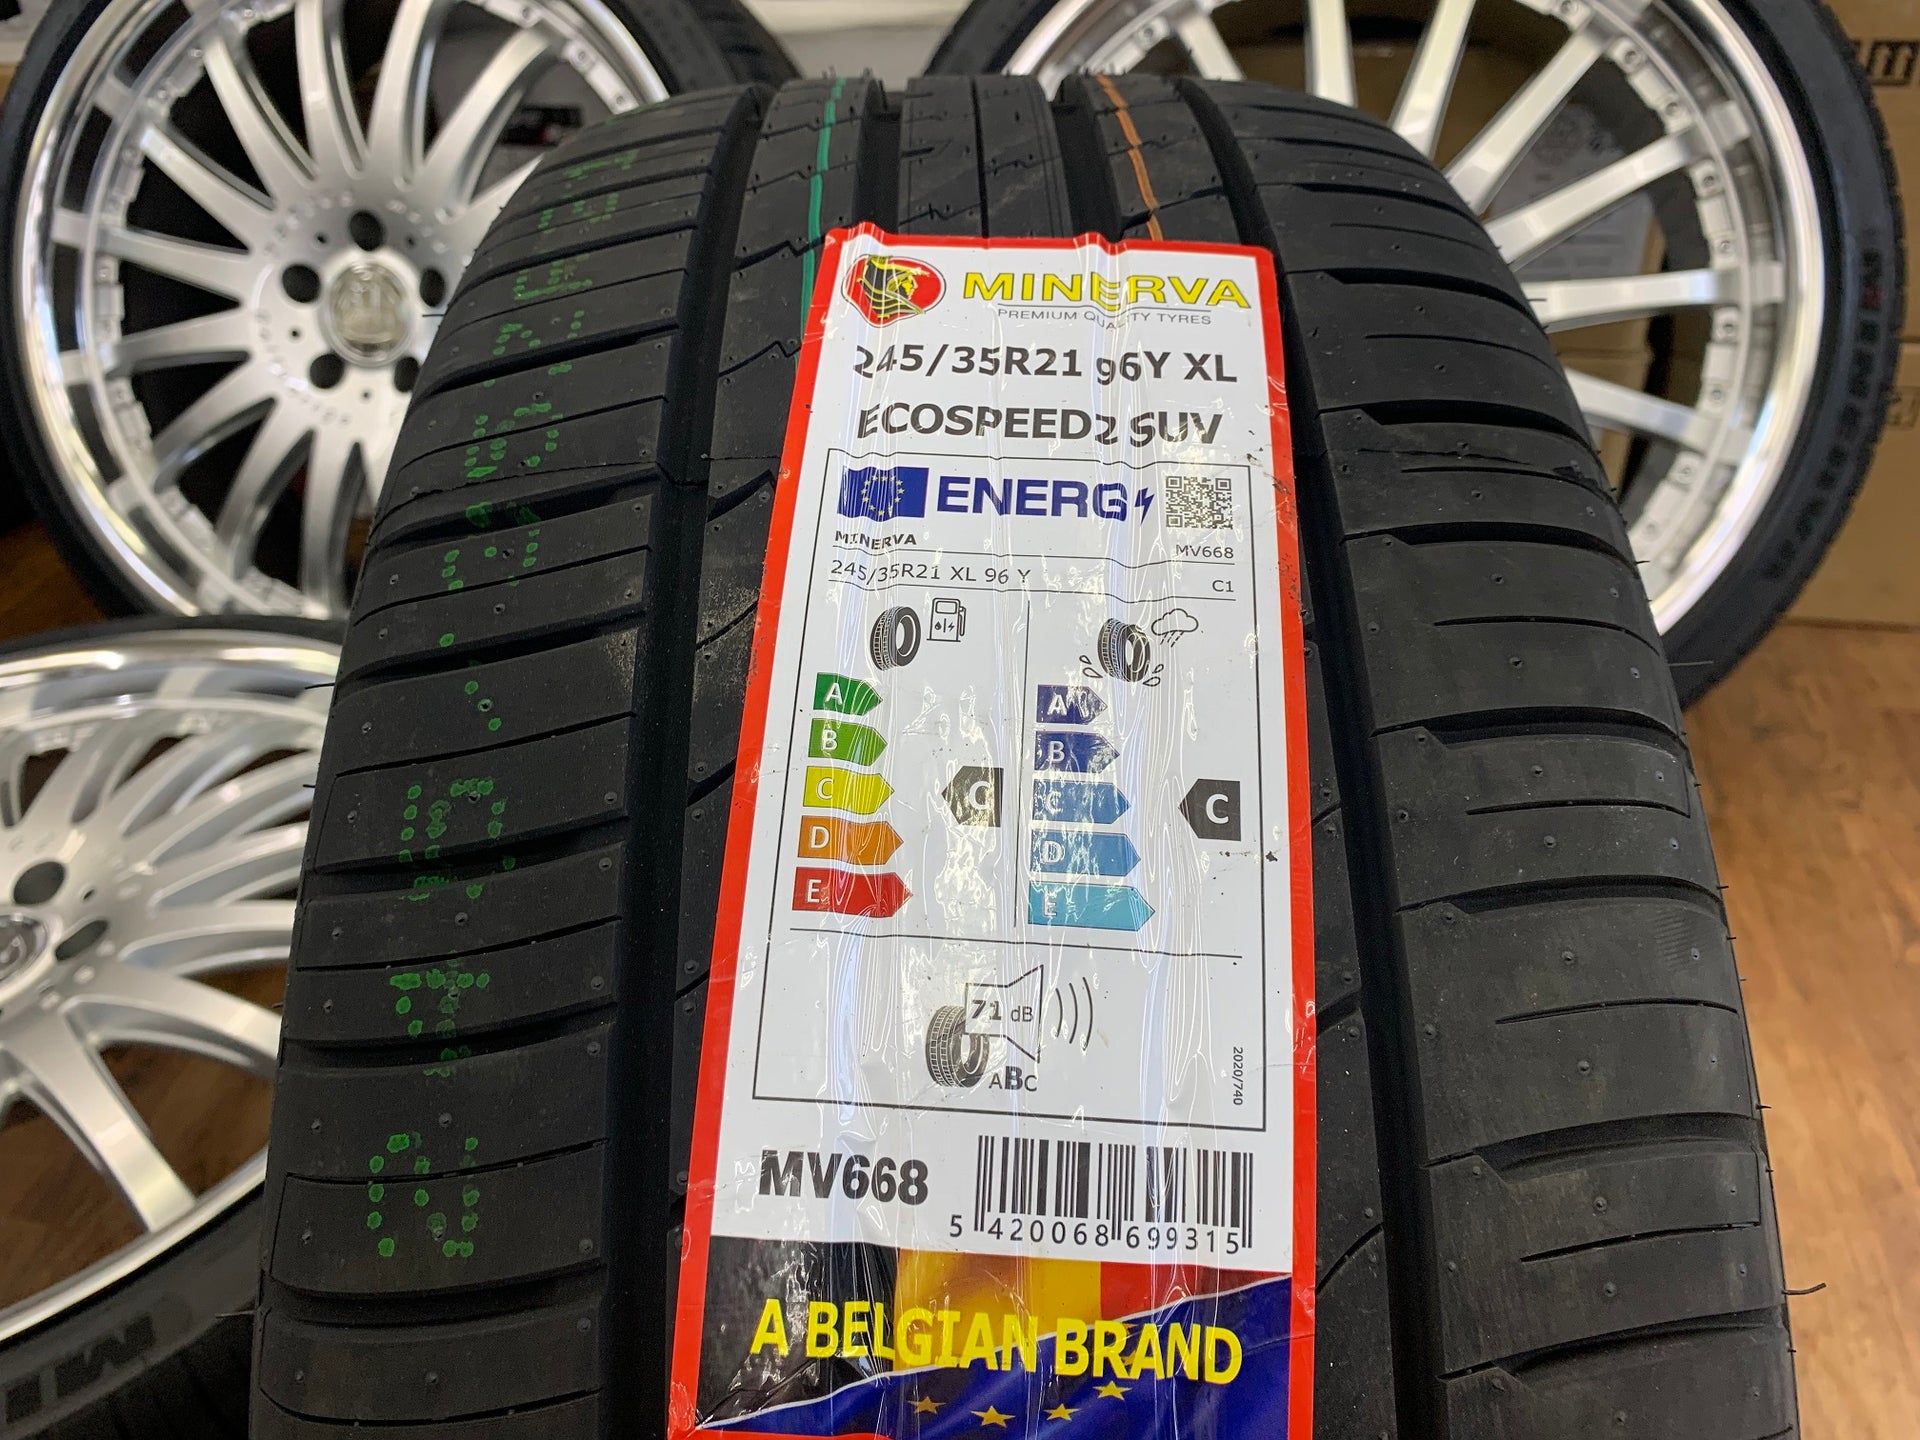 MINERVA
PREMIUM QUALITY TYRES
245/35R21 96Y XL
ECOSPEED2 SUV
ENERG
MINERVA
MV668
245/35R21 XL 96 Y
C1
A
B
C
D
E
C
A
B
C
D
E
C
71 dB
ABC
2020/740
MV668
5 420068 699315
A BELGIAN BRAND